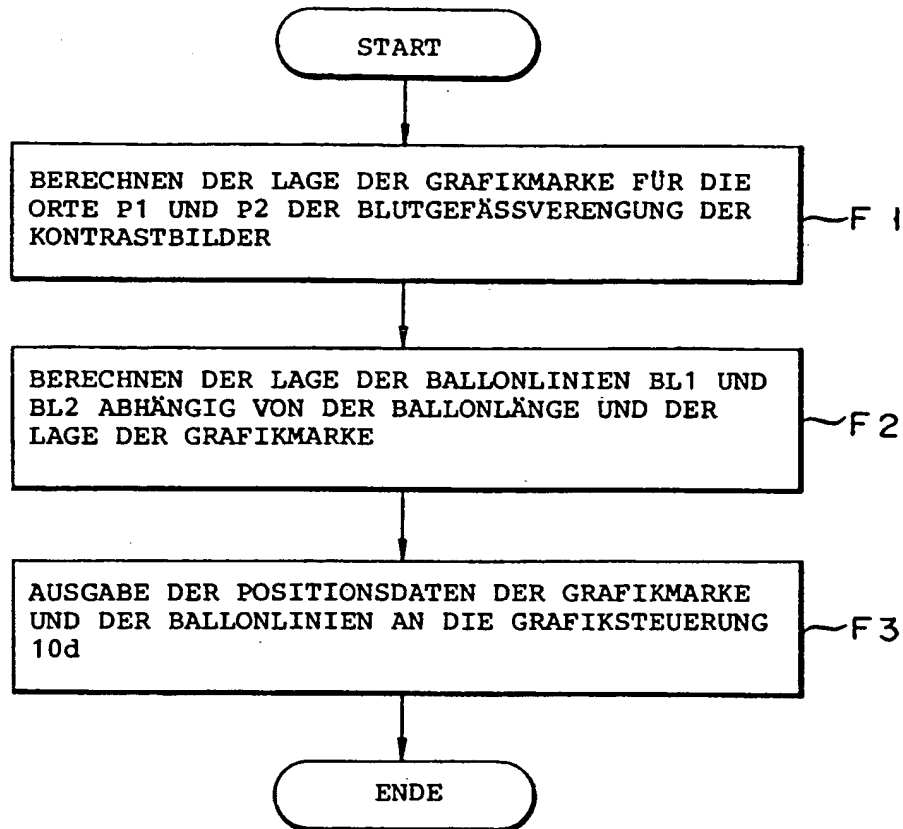 START
BERECHNEN DER LAGE DER GRAFIKMARKE FÜR DIE
ORTE P1 UND P2 DER BLUTGEFÄSSVERENGUNG DER
KONTRASTBILDER
F 1
BERECHNEN DER LAGE DER BALLONLINIEN BL1 UND
BL2 ABHÄNGIG VON DER BALLONLÄNGE UND DER
LAGE DER GRAFIKMARKE
F 2
AUSGABE DER POSITIONSDATEN DER GRAFIKMARKE
UND DER BALLONLINIEN AN DIE GRAFIKSTEUERUNG
10d
F 3
ENDE